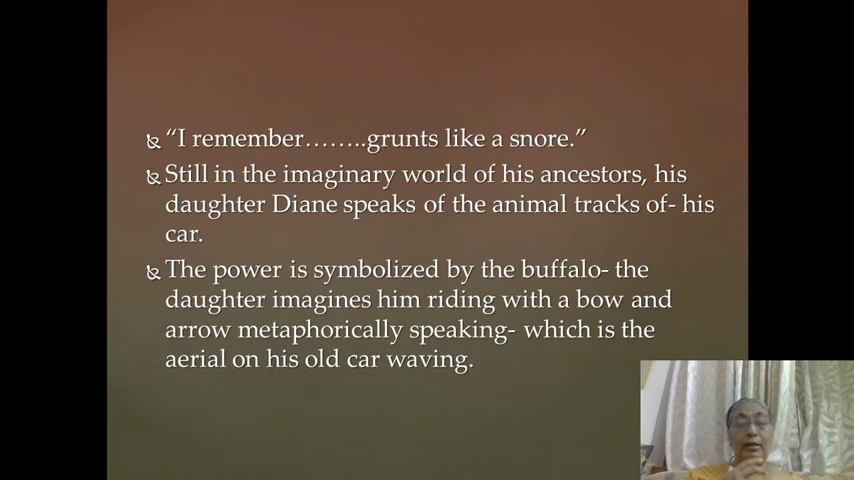 “I remember……..grunts like a snore.”
Still in the imaginary world of his ancestors, his
daughter Diane speaks of the animal tracks of- his
car.
The power is symbolized by the buffalo- the
daughter imagines him riding with a bow and
arrow metaphorically speaking- which is the
aerial on his old car waving.